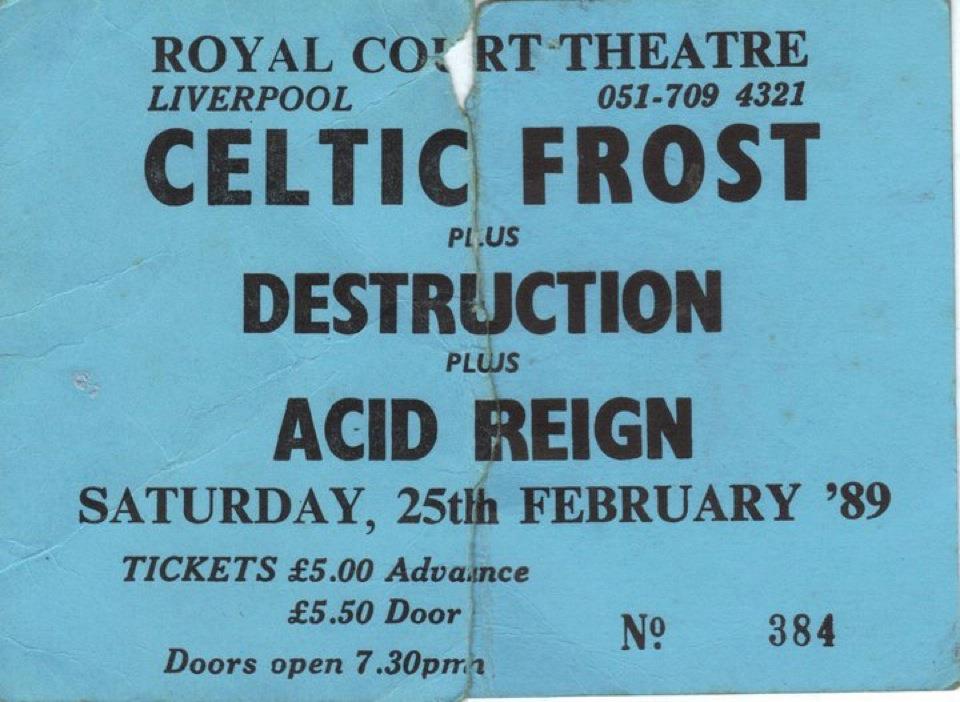 ROYAL COURT THEATRE
LIVERPOOL 051-709 4321
CELTIC FROST
PLUS
DESTRUCTION
PLUS
ACID REIGN
SATURDAY, 25th FEBRUARY '89
TICKETS £5.00 Advance
£5.50 Door
Doors open 7.30pm
Nº 384